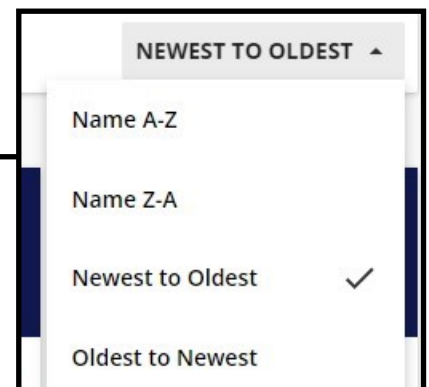 NEWEST TO OLDEST
Name A-Z
Name Z-A
Newest to Oldest
Oldest to Newest